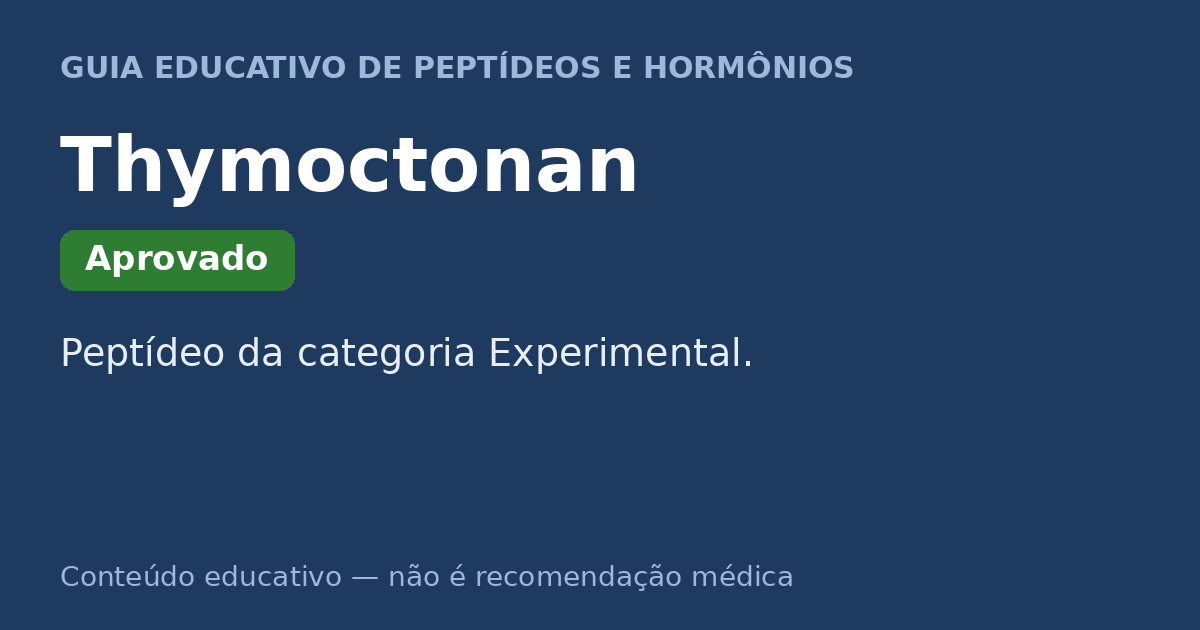 GUIA EDUCATIVO DE PEPTÍDEOS E HORMÔNIOS
Thymoctonan
Aprovado
Peptídeo da categoria Experimental.
Conteúdo educativo — não é recomendação médica